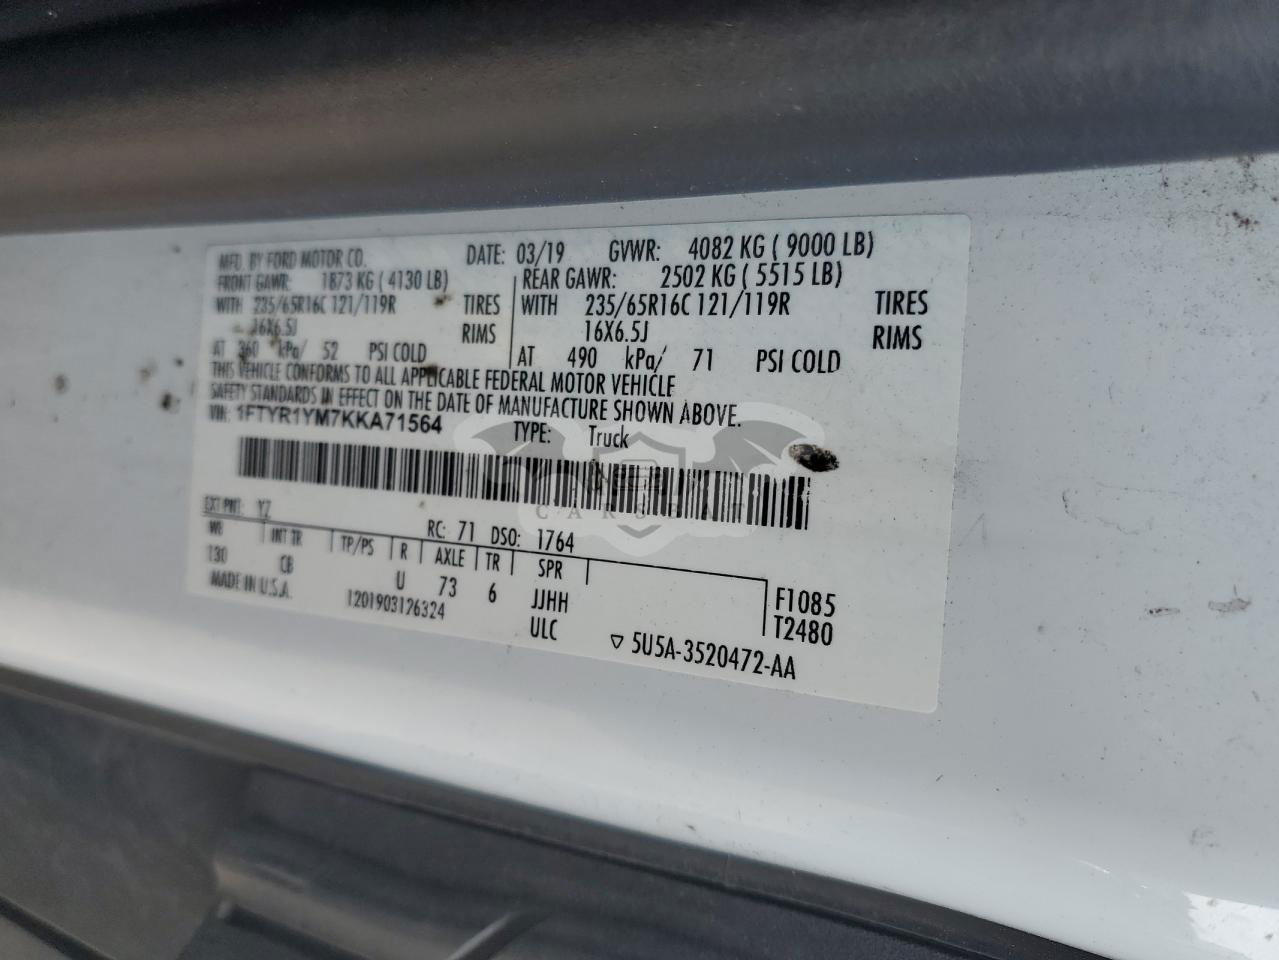 MFD. BY FORD MOTOR CO. DATE: 03/19 GVWR: 4082 KG ( 9000 LB)
FRONT GAWR: 1873 KG ( 4130 LB) REAR GAWR: 2502 KG ( 5515 LB)
WITH 235/65R16C 121/119R TIRES WITH 235/65R16C 121/119R TIRES
16X6.5J RIMS 16X6.5J RIMS
AT 360 kPa/ 52 PSI COLD AT 490 kPa/ 71 PSI COLD
THIS VEHICLE CONFORMS TO ALL APPLICABLE FEDERAL MOTOR VEHICLE
SAFETY STANDARDS IN EFFECT ON THE DATE OF MANUFACTURE SHOWN ABOVE.
VIN: 1FTYR1YM7KKA71564 TYPE: Truck
CARSBAT
EXT PNT: YZ RC: 71 DSO: 1764
WB INT TR TP/PS R AXLE TR SPR
130 CB U 73 6 JJHH F1085
MADE IN U.S.A. 1201903126324 ULC T2480
▽ 5U5A-3520472-AA